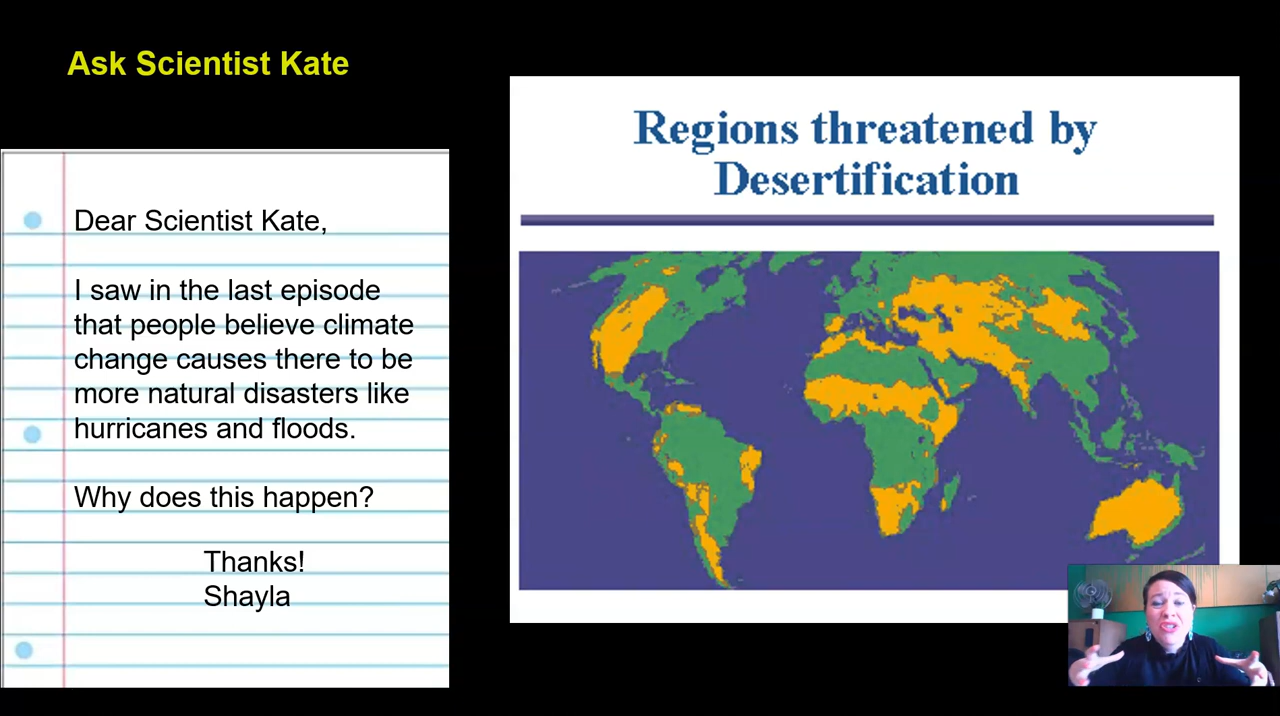 Ask Scientist Kate
Dear Scientist Kate,
I saw in the last episode
that people believe climate
change causes there to be
more natural disasters like
hurricanes and floods.
Why does this happen?
Thanks!
Shayla
Regions threatened by
Desertification